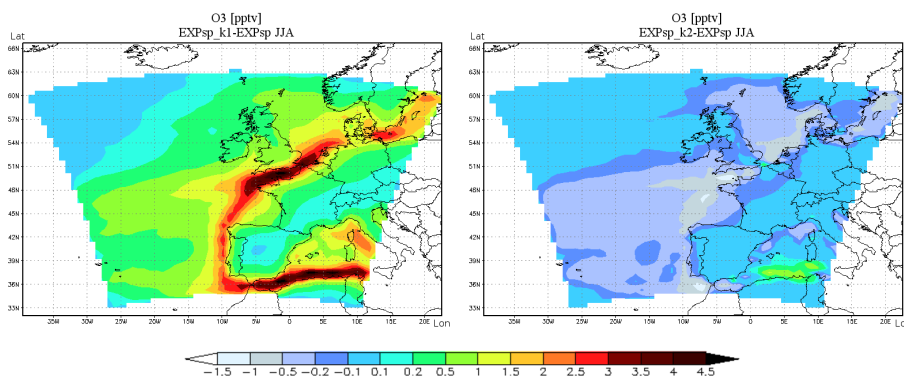 O3 [pptv]
EXPsp_k1-EXPsp JJA
Lat
66N
63N
60N
57N
54N
51N
48N
45N
42N
39N
36N
33N
35W 30W 25W 20W 15W 10W 5W 0 5E 10E 15E 20E Lon
O3 [pptv]
EXPsp_k2-EXPsp JJA
Lat
66N
63N
60N
57N
54N
51N
48N
45N
42N
39N
36N
33N
35W 30W 25W 20W 15W 10W 5W 0 5E 10E 15E 20E Lon
-1.5 -1 -0.5 -0.2 -0.1 0.1 0.2 0.5 1 1.5 2 2.5 3 3.5 4 4.5